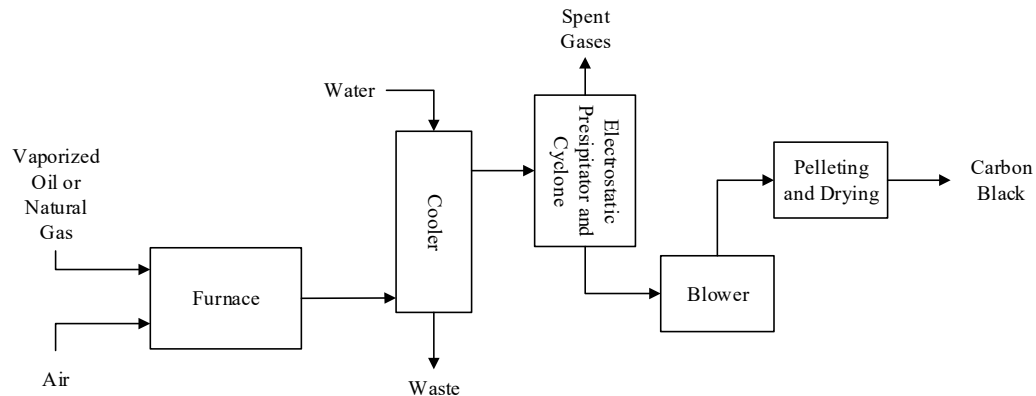 Spent
Gases
Water
Electrostatic
Presipitator and
Cyclone
Vaporized
Oil or
Natural
Gas
Cooler
Pelleting
and Drying
Carbon
Black
Furnace
Blower
Air
Waste